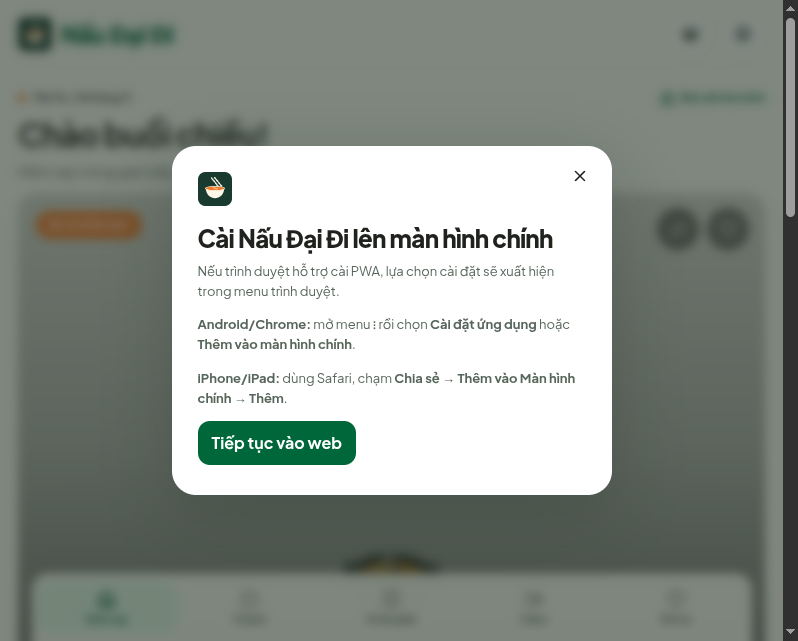 Nấu Đại Đi
Chào buổi chiều!
Cài Nấu Đại Đi lên màn hình chính
Nếu trình duyệt hỗ trợ cài PWA, lựa chọn cài đặt sẽ xuất hiện
trong menu trình duyệt.
Android/Chrome: mở menu ⋮ rồi chọn Cài đặt ứng dụng hoặc
Thêm vào màn hình chính.
iPhone/iPad: dùng Safari, chạm Chia sẻ → Thêm vào Màn hình
chính → Thêm.
Tiếp tục vào web